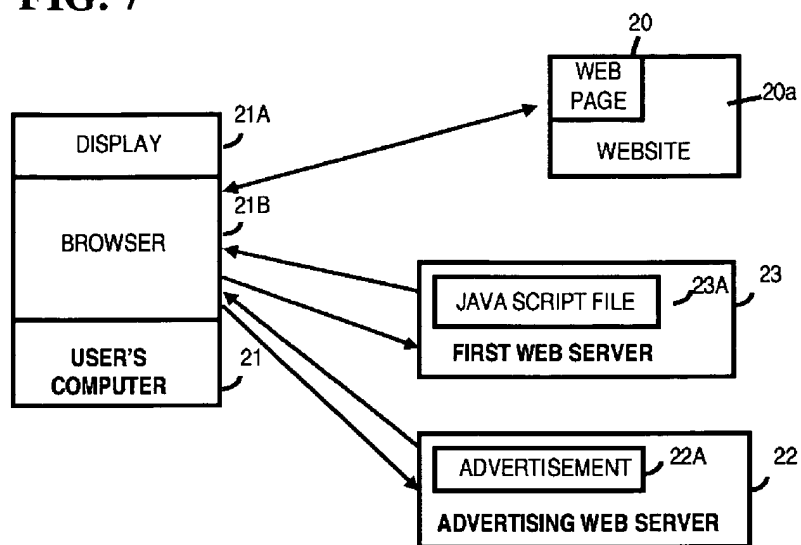 FIG. 7
20
WEB
PAGE
20a
WEBSITE
21A
DISPLAY
21B
BROWSER
USER'S
COMPUTER
21
JAVA SCRIPT FILE
23A
23
FIRST WEB SERVER
ADVERTISEMENT
22A
22
ADVERTISING WEB SERVER